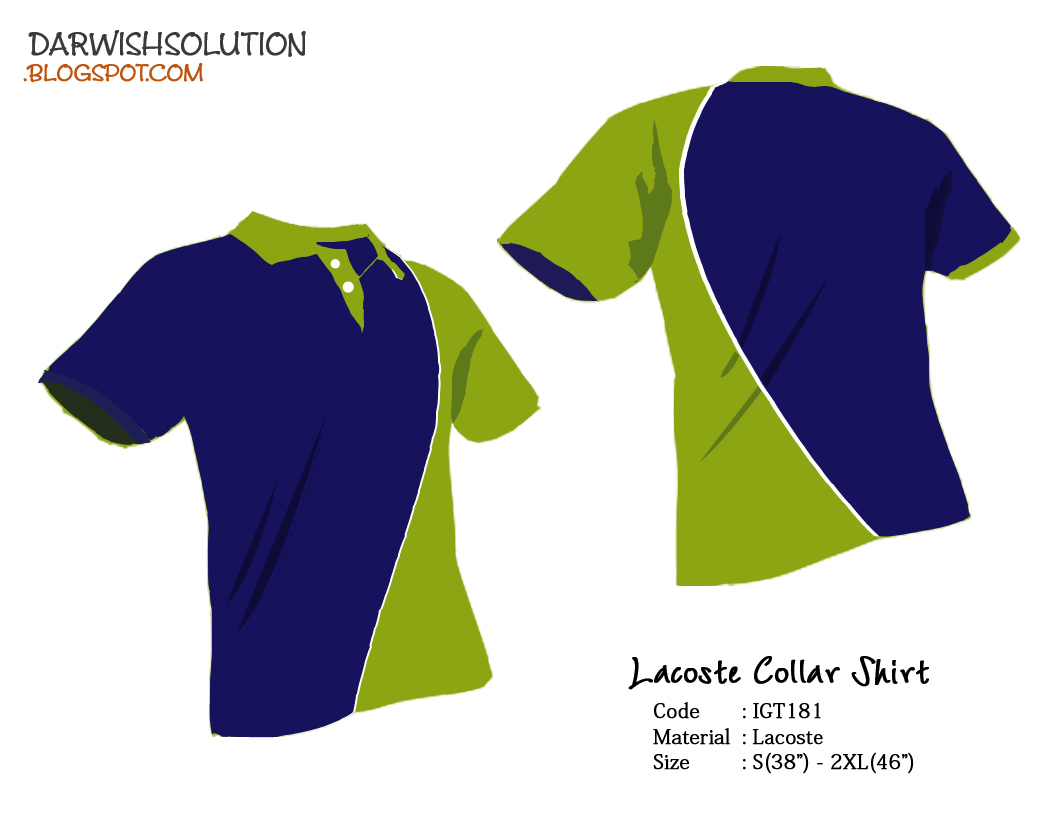 DARWISHSOLUTION
.BLOGSPOT.COM
Lacoste Collar Shirt
Code : IGT181
Material : Lacoste
Size : S(38”) - 2XL(46”)